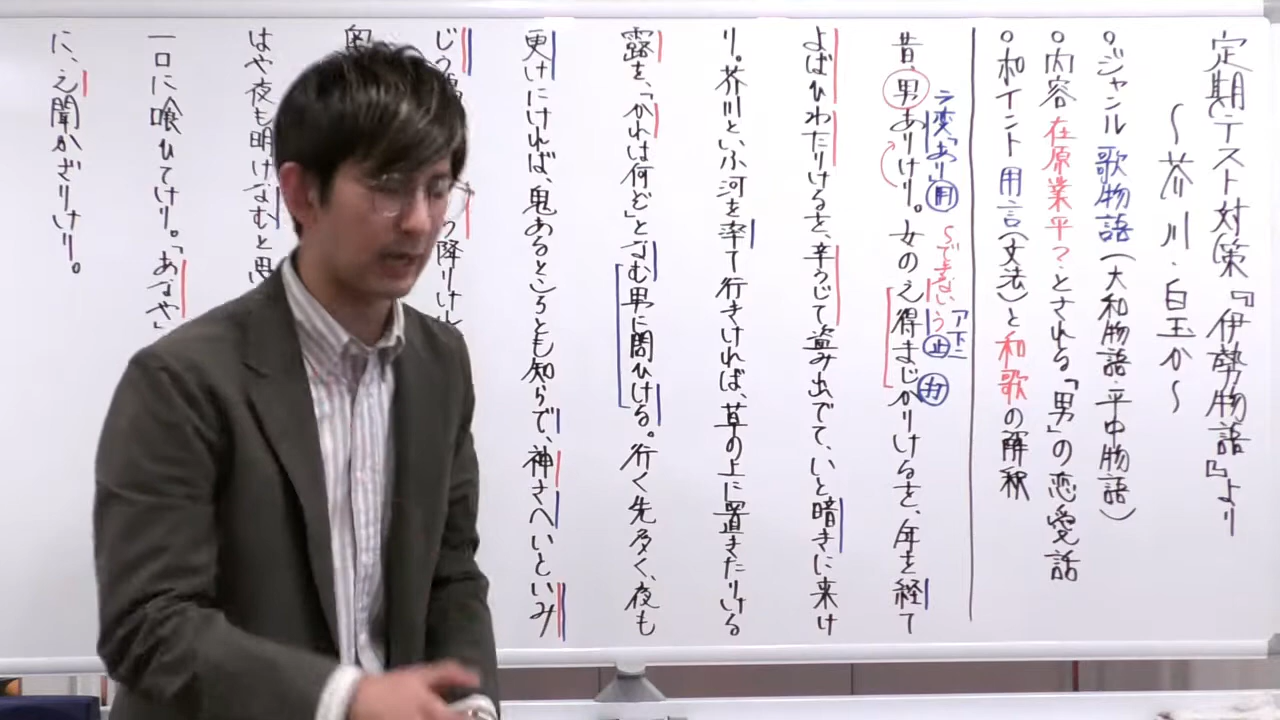 定期テスト対策『伊勢物語』より
〜芥川・白玉か〜
○ジャンル 歌物語(大和物語・平中物語)
○内容 在原業平?とされる「男」の恋愛話
○ポイント 用言(文法)と和歌の解釈
ラ変「あり」用 〜できない う止 ア下二 カ
昔、男ありけり。女のえ得まじかりけるを、年を経て
よばひわたりけるを、辛うじて盗み出でて、いと暗きに来け
り。芥川といふ河を率て行きければ、草の上に置きたりける
露を、「かれは何ぞ」となむ男に問ひける。行く先多く、夜も
更けにければ、鬼あるところとも知らで、神さへいといみ
じう 降りけれ
奥
はや夜も明けなむと思
一口に喰ひてけり。「あなや」
に、え聞かざりけり。